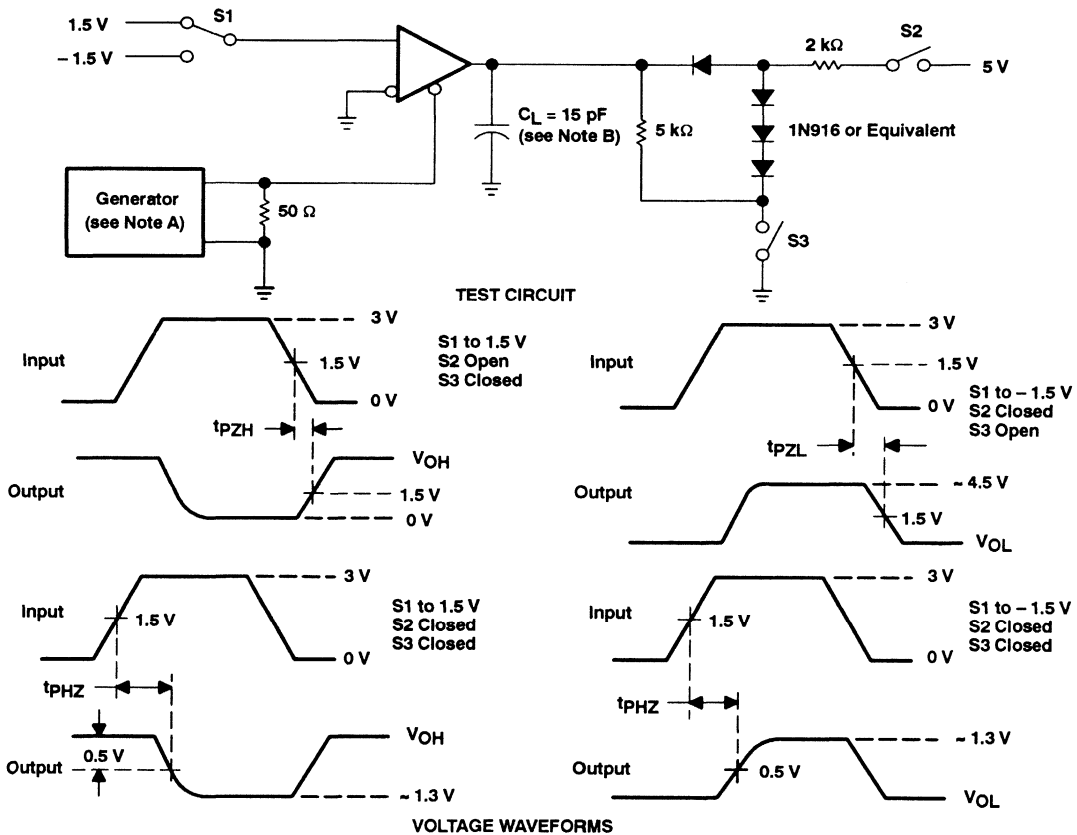 1.5 V
S1
– 1.5 V
2 kΩ
S2
5 V
CL = 15 pF
(see Note B)
5 kΩ
1N916 or Equivalent
Generator
(see Note A)
50 Ω
S3
TEST CIRCUIT
Input
3 V
1.5 V
0 V
S1 to 1.5 V
S2 Open
S3 Closed
tPZH
Output
VOH
1.5 V
0 V
Input
3 V
1.5 V
0 V
S1 to – 1.5 V
S2 Closed
S3 Open
tPZL
Output
~ 4.5 V
1.5 V
VOL
Input
3 V
1.5 V
0 V
S1 to 1.5 V
S2 Closed
S3 Closed
tPHZ
Output
0.5 V
VOH
~ 1.3 V
Input
3 V
1.5 V
0 V
S1 to – 1.5 V
S2 Closed
S3 Closed
tPHZ
Output
~ 1.3 V
0.5 V
VOL
VOLTAGE WAVEFORMS